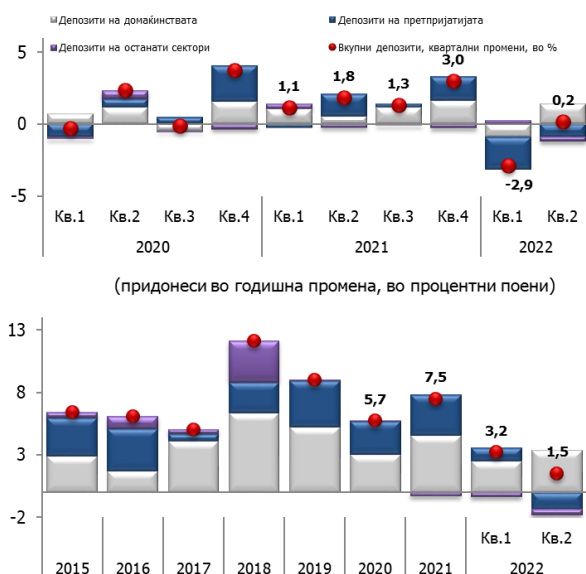 Депозити на домаќинствата Депозити на претпријатијата
Депозити на останати сектори Вкупни депозити, квартални промени, во %
5
0
-5
1,1 1,8 1,3 3,0 -2,9 0,2
Кв.1 Кв.2 Кв.3 Кв.4 Кв.1 Кв.2 Кв.3 Кв.4 Кв.1 Кв.2
2020 2021 2022
(придонеси во годишна промена, во процентни поени)
13
8
3
-2
5,7 7,5 3,2 1,5
Кв.1 Кв.2
2015 2016 2017 2018 2019 2020 2021 2022